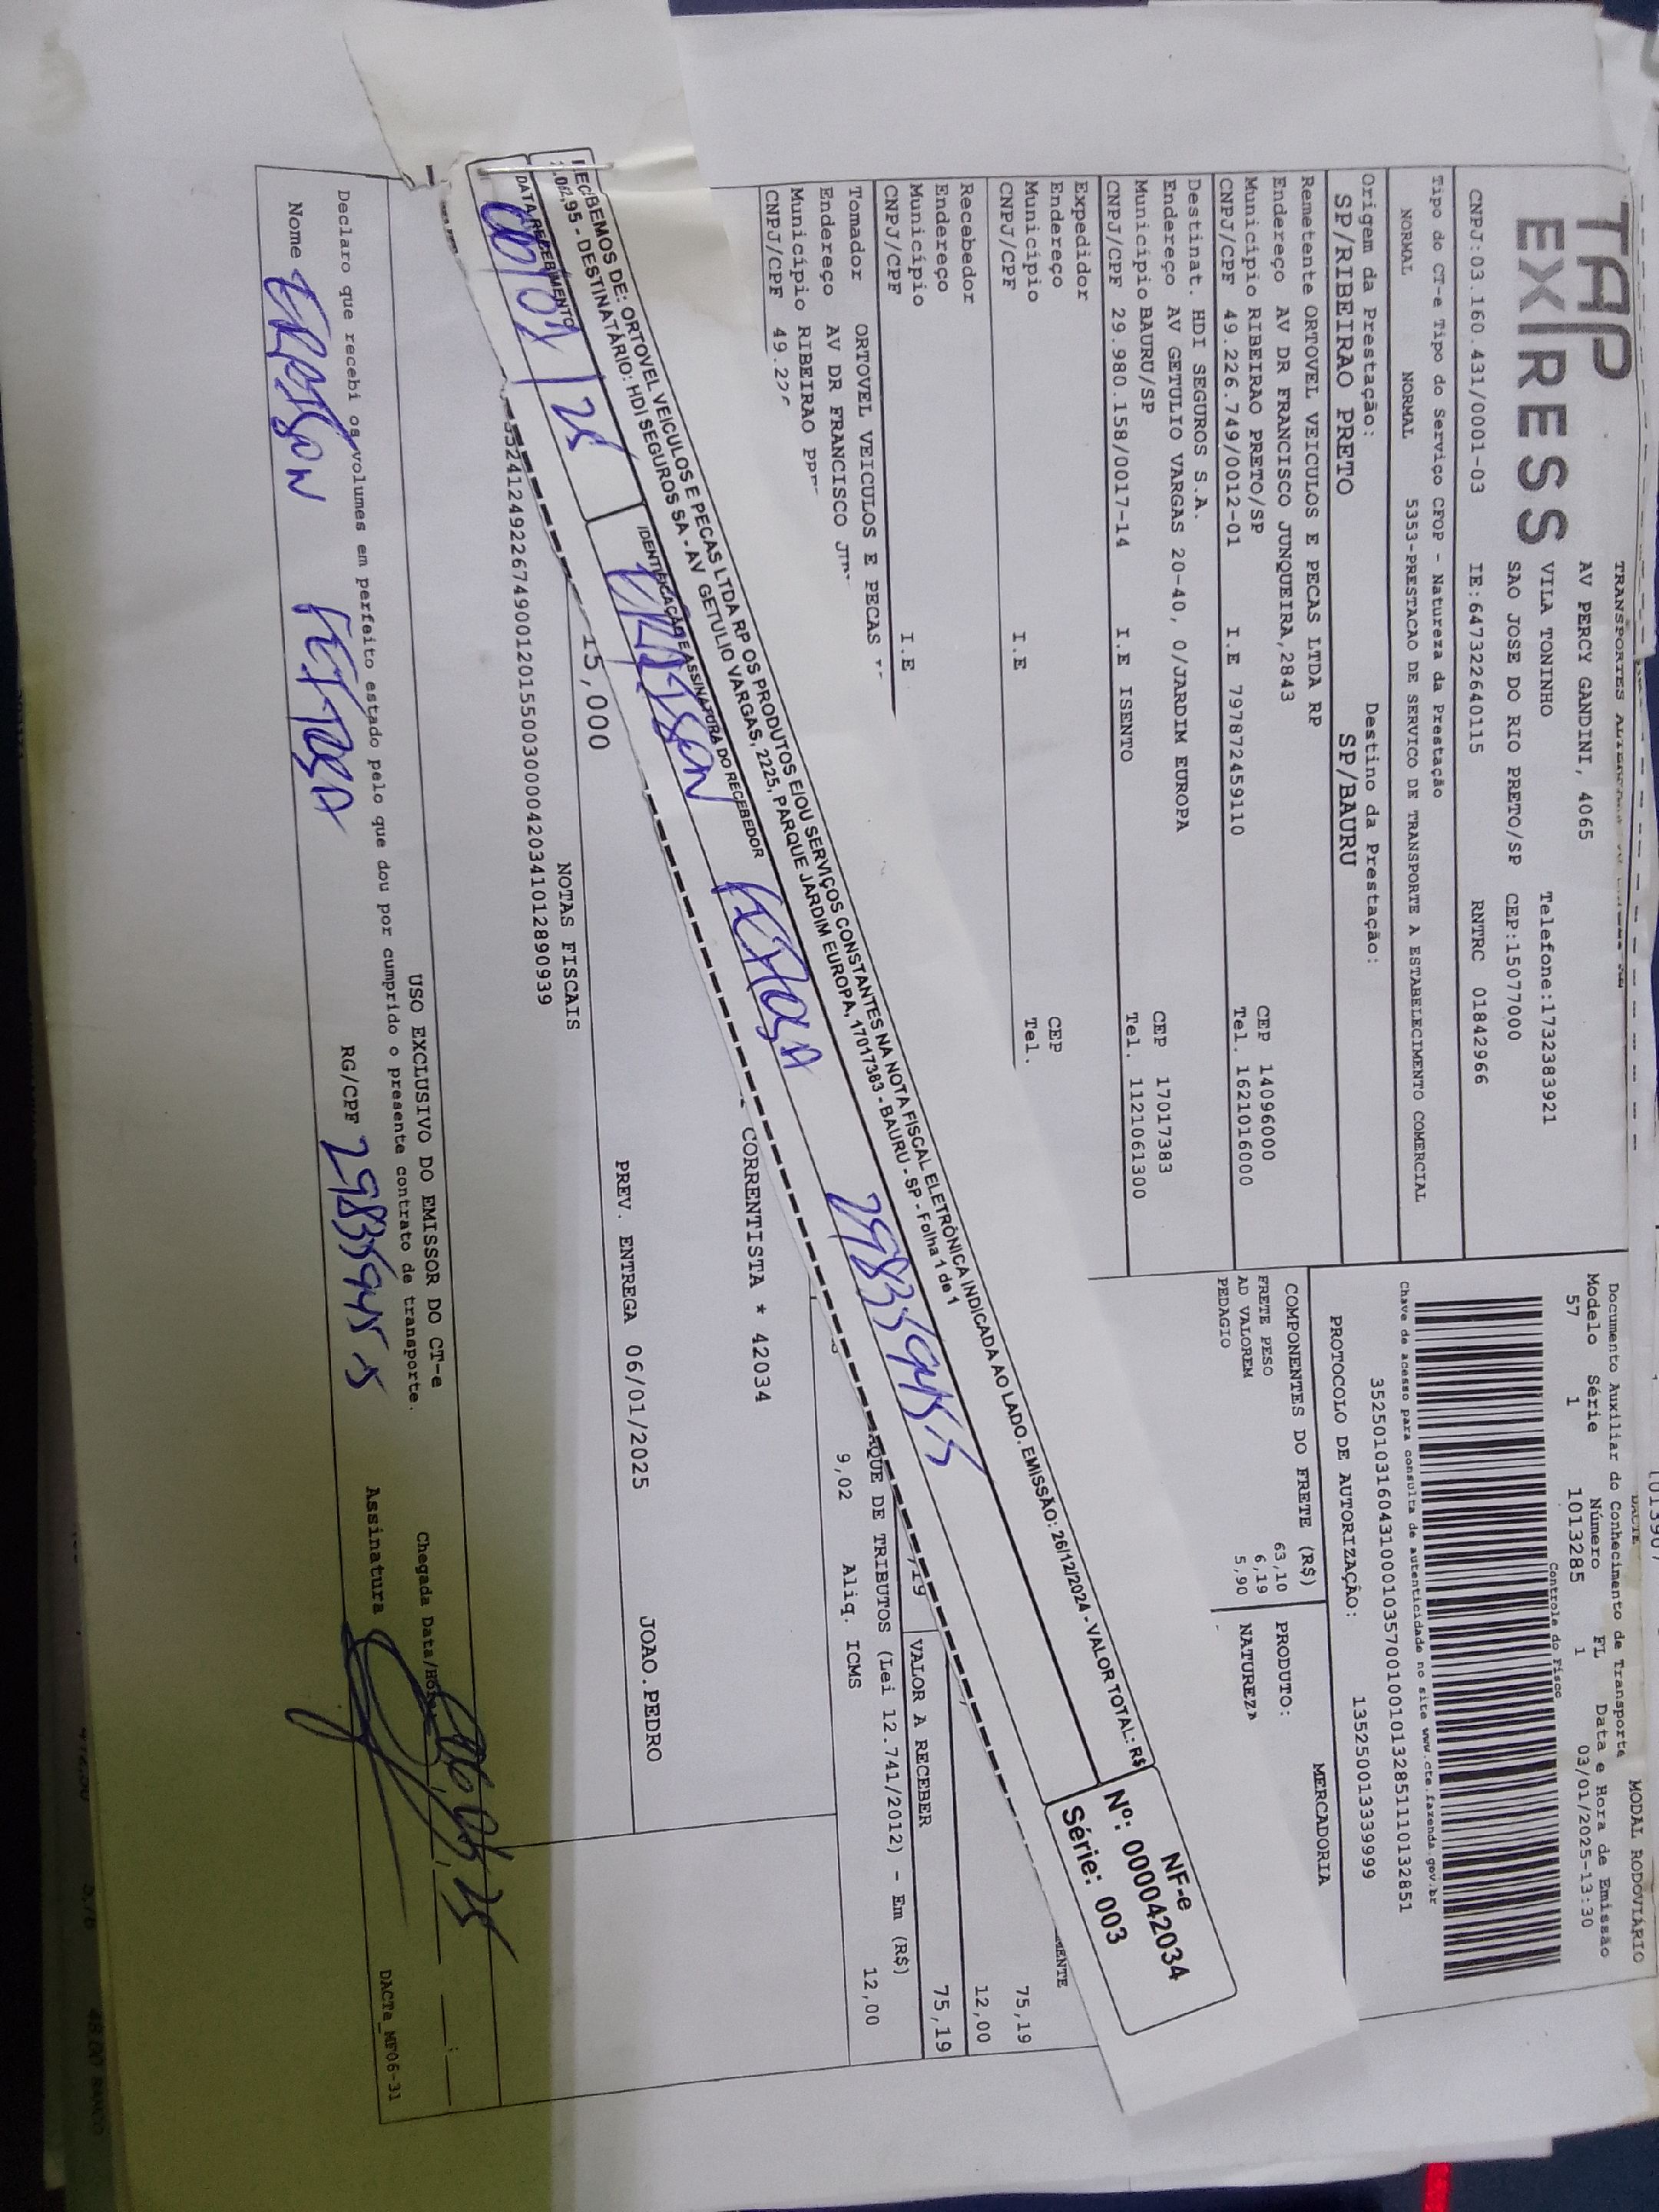 TAP
EXPRESS
AV PERCY GANDINI, 4065
VILA TONINHO Telefone:1732383921
SAO JOSE DO RIO PRETO/SP CEP:15077000
CNPJ:03.160.431/0001-03 IE:647322640115 RNTRC 01842966
Tipo do CT-e Tipo do Serviço CFOP - Natureza da Prestação
NORMAL NORMAL 5353-PRESTACAO DE SERVICO DE TRANSPORTE A ESTABELECIMENTO COMERCIAL
Origem da Prestação: Destino da Prestação:
SP/RIBEIRAO PRETO SP/BAURU
Remetente ORTOVEL VEICULOS E PECAS LTDA RP
Endereço AV DR FRANCISCO JUNQUEIRA,2843 CEP 14096000
Município RIBEIRAO PRETO/SP Tel. 1621016000
CNPJ/CPF 49.226.749/0012-01 I.E 797872459110
Destinat. HDI SEGUROS S.A.
Endereço AV GETULIO VARGAS 20-40, 0/JARDIM EUROPA CEP 17017383
Município BAURU/SP Tel. 1121061300
CNPJ/CPF 29.980.158/0017-14 I.E ISENTO
Expedidor
Endereço CEP
Município Tel.
CNPJ/CPF I.E
Recebedor
Endereço
Município
CNPJ/CPF I.E
Tomador ORTOVEL VEICULOS E PECAS
Endereço AV DR FRANCISCO
Município RIBEIRAO
CNPJ/CPF 49.22
DACTE MODAL RODOVIÁRIO
Documento Auxiliar do Conhecimento de Transporte
Modelo Série Número FL Data e Hora de Emissão
57 1 1013285 1 03/01/2025-13:30
Controle do Fisco
Chave de acesso para consulta de autenticidade no site www.cte.fazenda.gov.br
35250103160431000103570010010132851110132851
PROTOCOLO DE AUTORIZAÇÃO: 135250013339999
COMPONENTES DO FRETE (R$) MERCADORIA
FRETE PESO 63,10 PRODUTO:
AD VALOREM 6,19 NATUREZA
PEDAGIO 5,90
RECEBEMOS DE: ORTOVEL VEICULOS E PECAS LTDA RP OS PRODUTOS E/OU SERVIÇOS CONSTANTES NA NOTA FISCAL ELETRÔNICA INDICADA AO LADO. EMISSÃO: 26/12/2024 - VALOR TOTAL: R$
2,95 - DESTINATÁRIO: HDI SEGUROS SA - AV GETULIO VARGAS, 2225, PARQUE JARDIM EUROPA, 17017383 - BAURU - SP - Folha 1 de 1
DATA RECEBIMENTO IDENTIFICAÇÃO E ASSINATURA DO RECEBEDOR
NF-e
Nº: 000042034
Série: 003
75,19
12,00
VALOR A RECEBER 75,19
DE TRIBUTOS (Lei 12.741/2012) - Em (R$) 12,00
9,02 Aliq. ICMS
CORRENTISTA * 42034
15,000 PREV. ENTREGA 06/01/2025 JOAO.PEDRO
NOTAS FISCAIS
USO EXCLUSIVO DO EMISSOR DO CT-e
Declaro que recebi os volumes em perfeito estado pelo que dou por cumprido o presente contrato de transporte.
Nome RG/CPF Assinatura Chegada Data/Hora
DACTe_MF06-31